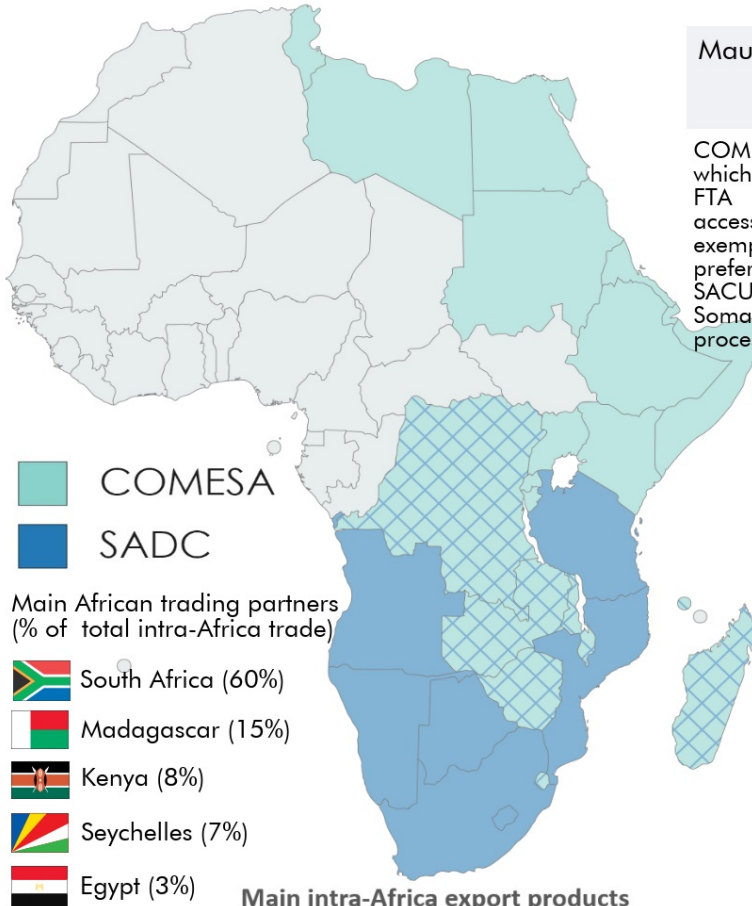 Mau
COM
which
FTA
access
exemp
prefer
SACU
Soma
proce
COMESA
SADC
Main African trading partners
(% of total intra-Africa trade)
South Africa (60%)
Madagascar (15%)
Kenya (8%)
Seychelles (7%)
Egypt (3%)
Main intra-Africa export products